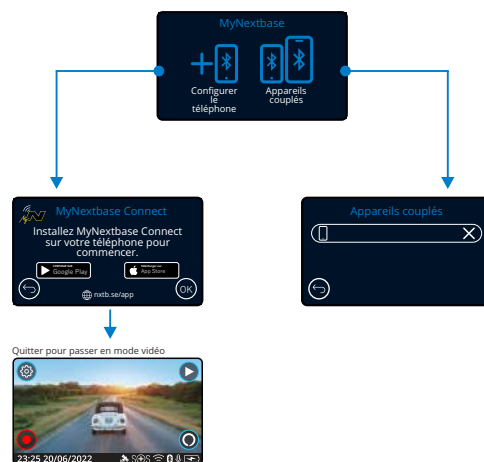 MyNextbase
Configurer
le
téléphone
Appareils
couplés
MyNextbase Connect
Installez MyNextbase Connect
sur votre téléphone pour
commencer.
Google Play
App Store
nxtb.se/app
OK
Appareils couplés
Quitter pour passer en mode vidéo
23:25 20/06/2022
SOS